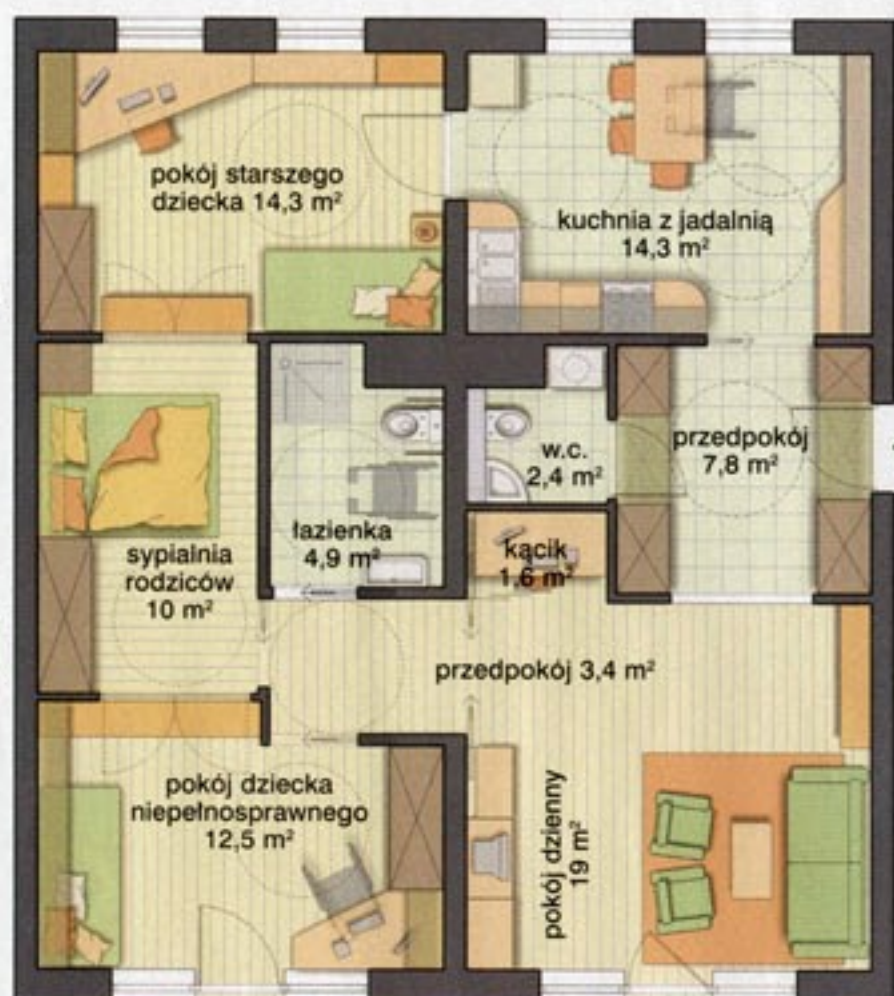 pokój starszego
dziecka 14,3 m²
kuchnia z jadalnią
14,3 m²
w.c.
2,4 m²
przedpokój
7,8 m²
łazienka
4,9 m²
kącik
1,6 m²
sypialnia
rodziców
10 m²
przedpokój 3,4 m²
pokój dziecka
niepełnosprawnego
12,5 m²
pokój dzienny
19 m²